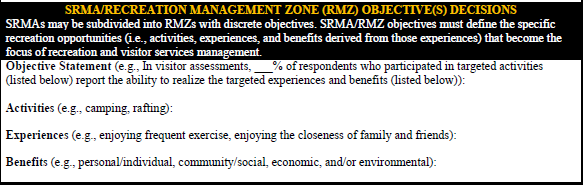 SRMA/RECREATION MANAGEMENT ZONE (RMZ) OBJECTIVE(S) DECISIONS
SRMAs may be subdivided into RMZs with discrete objectives. SRMA/RMZ objectives must define the specific
recreation opportunities (i.e., activities, experiences, and benefits derived from those experiences) that become the
focus of recreation and visitor services management.
Objective Statement (e.g., In visitor assessments, ___% of respondents who participated in targeted activities
(listed below) report the ability to realize the targeted experiences and benefits (listed below)):
Activities (e.g., camping, rafting):
Experiences (e.g., enjoying frequent exercise, enjoying the closeness of family and friends):
Benefits (e.g., personal/individual, community/social, economic, and/or environmental):